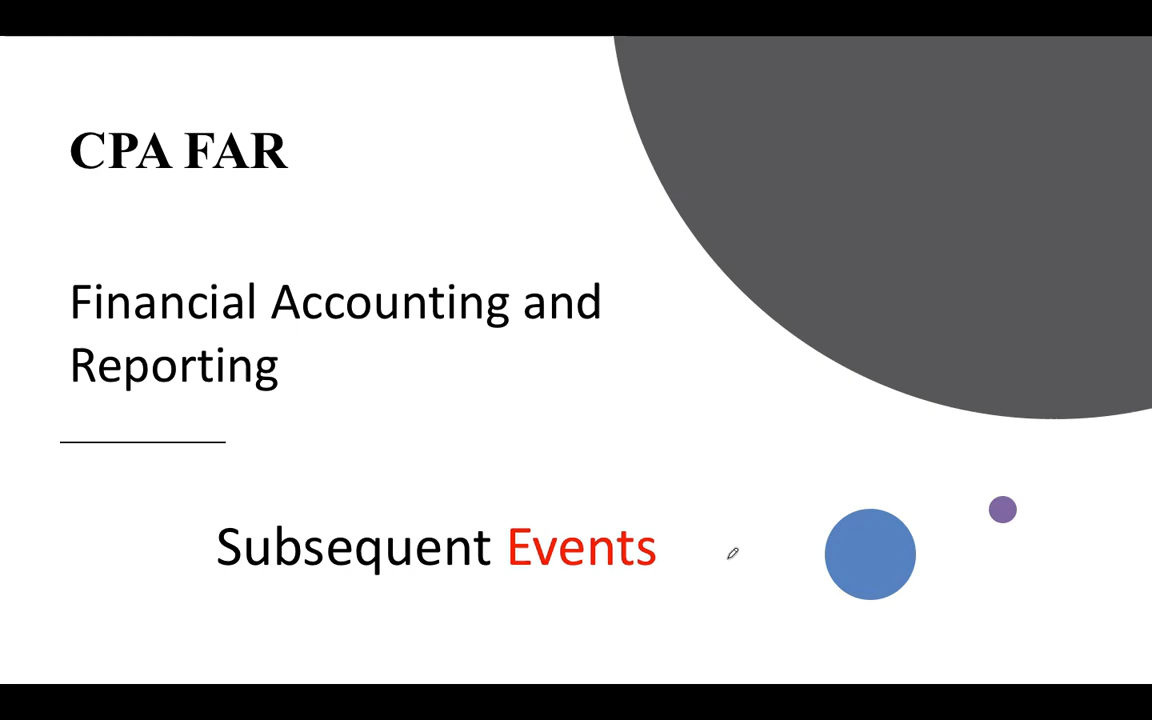 CPA FAR
Financial Accounting and
Reporting
Subsequent Events